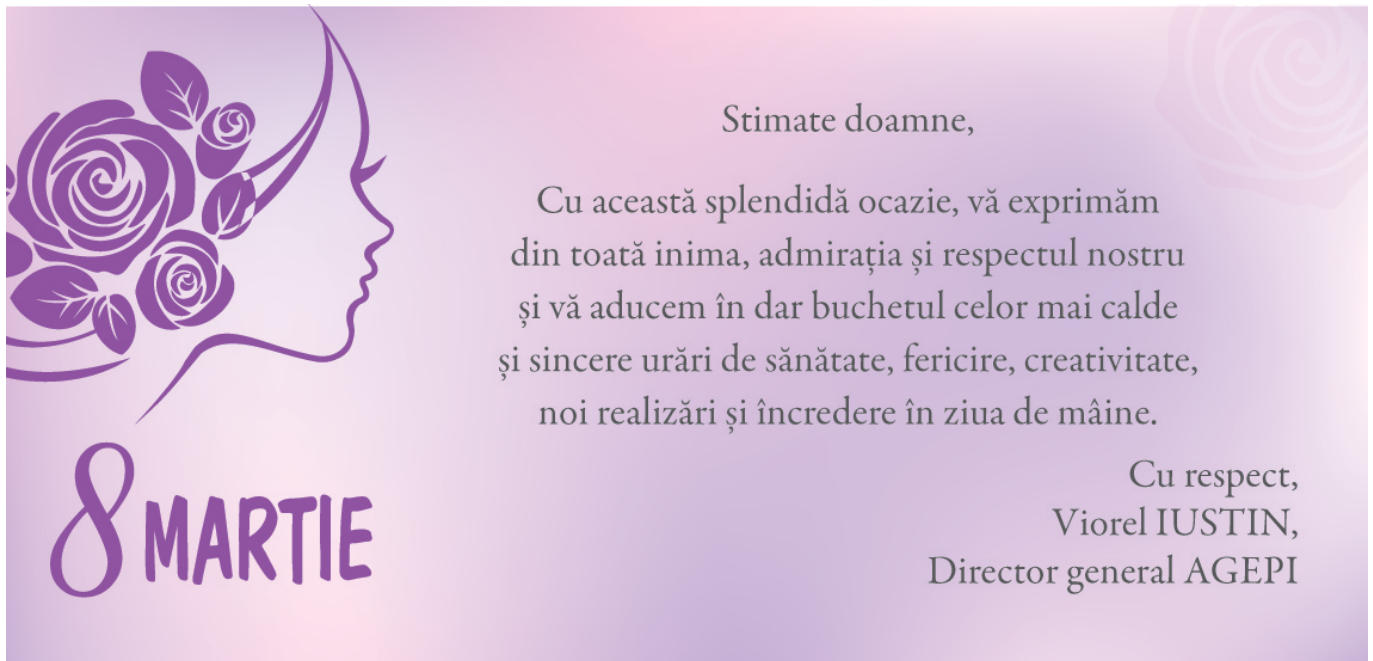 Stimate doamne,
Cu această splendidă ocazie, vă exprimăm
din toată inima, admirația și respectul nostru
și vă aducem în dar buchetul celor mai calde
și sincere urări de sănătate, fericire, creativitate,
noi realizări și încredere în ziua de mâine.
Cu respect,
Viorel IUSTIN,
Director general AGEPI
8 MARTIE